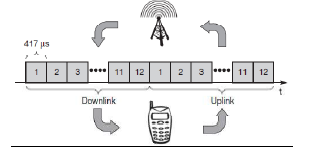 417 µs
1 2 3 11 12 1 2 3 11 12
t
Downlink Uplink